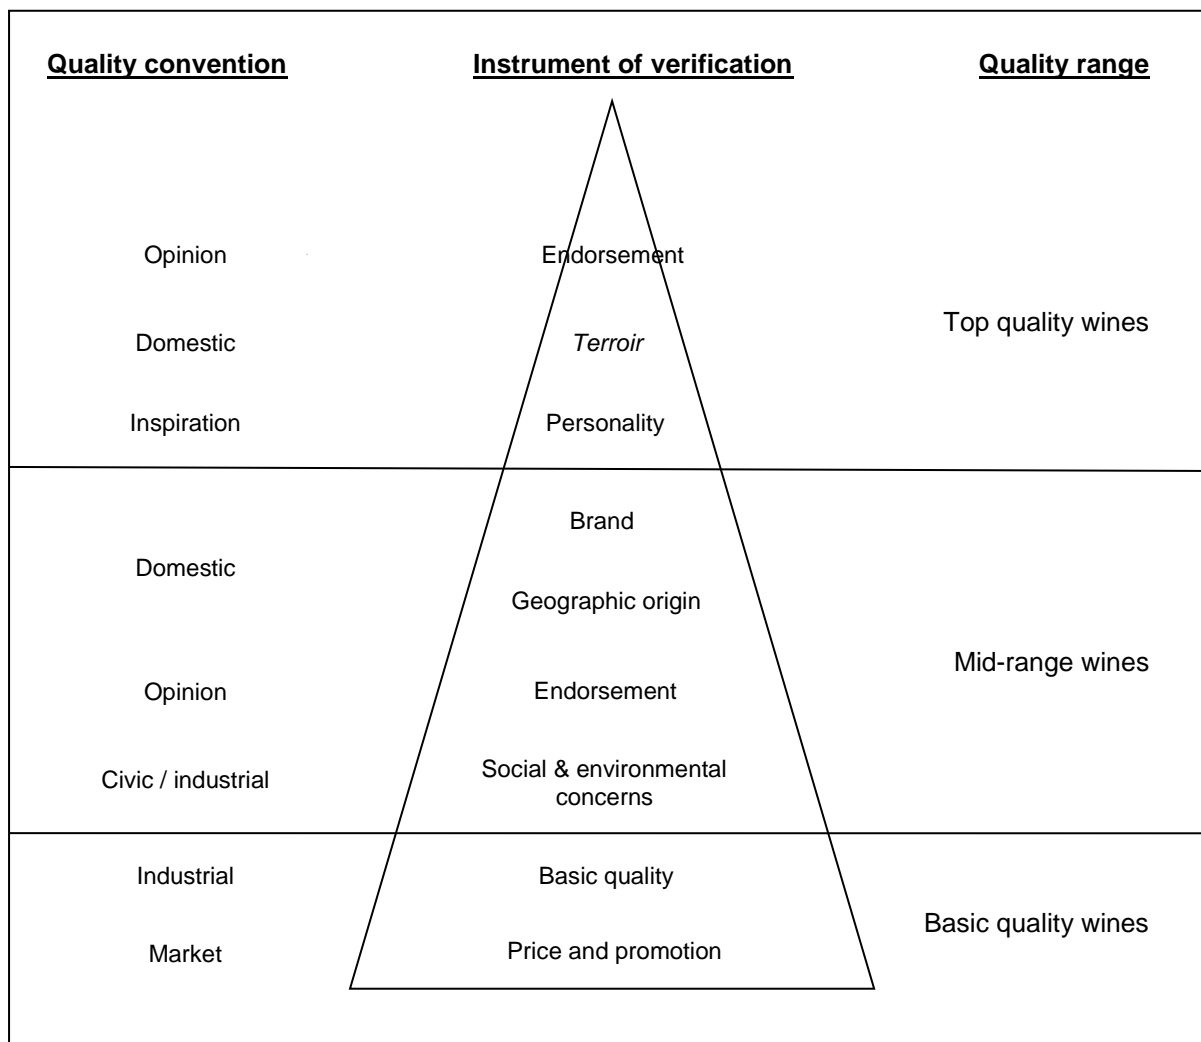 Quality convention Instrument of verification Quality range
Opinion Endorsement
Top quality wines
Domestic Terroir
Inspiration Personality
Brand
Domestic
Geographic origin
Mid-range wines
Opinion Endorsement
Civic / industrial Social & environmental
concerns
Industrial Basic quality
Basic quality wines
Market Price and promotion